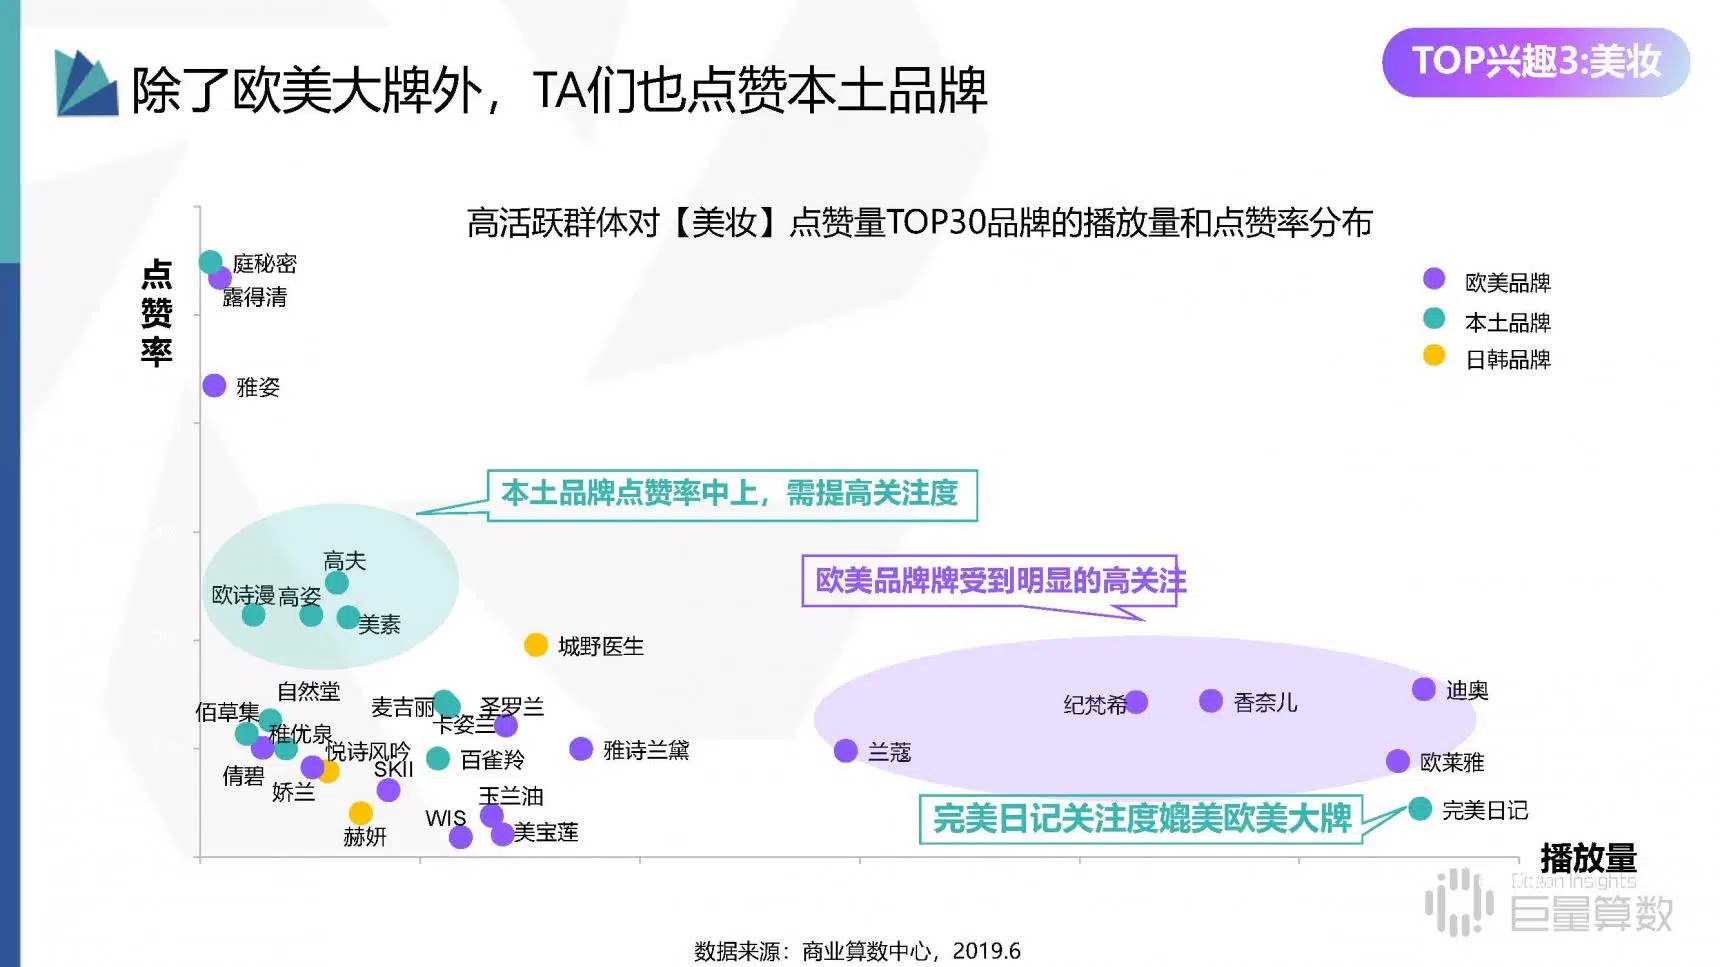 除了欧美大牌外，TA们也点赞本土品牌
TOP兴趣3:美妆
高活跃群体对【美妆】点赞量TOP30品牌的播放量和点赞率分布
点赞率
庭秘密
露得清
雅姿
欧美品牌
本土品牌
日韩品牌
本土品牌点赞率中上，需提高关注度
欧美品牌牌受到明显的高关注
高夫
欧诗漫
高姿
美素
城野医生
自然堂
佰草集
稚优泉
麦吉丽
圣罗兰
卡姿兰
纪梵希
香奈儿
迪奥
悦诗风吟
雅诗兰黛
兰蔻
欧莱雅
倩碧
娇兰
SKII
百雀羚
玉兰油
赫妍
WIS
美宝莲
完美日记关注度媲美欧美大牌
完美日记
播放量
Ocean Insights
巨量算数
数据来源：商业算数中心，2019.6